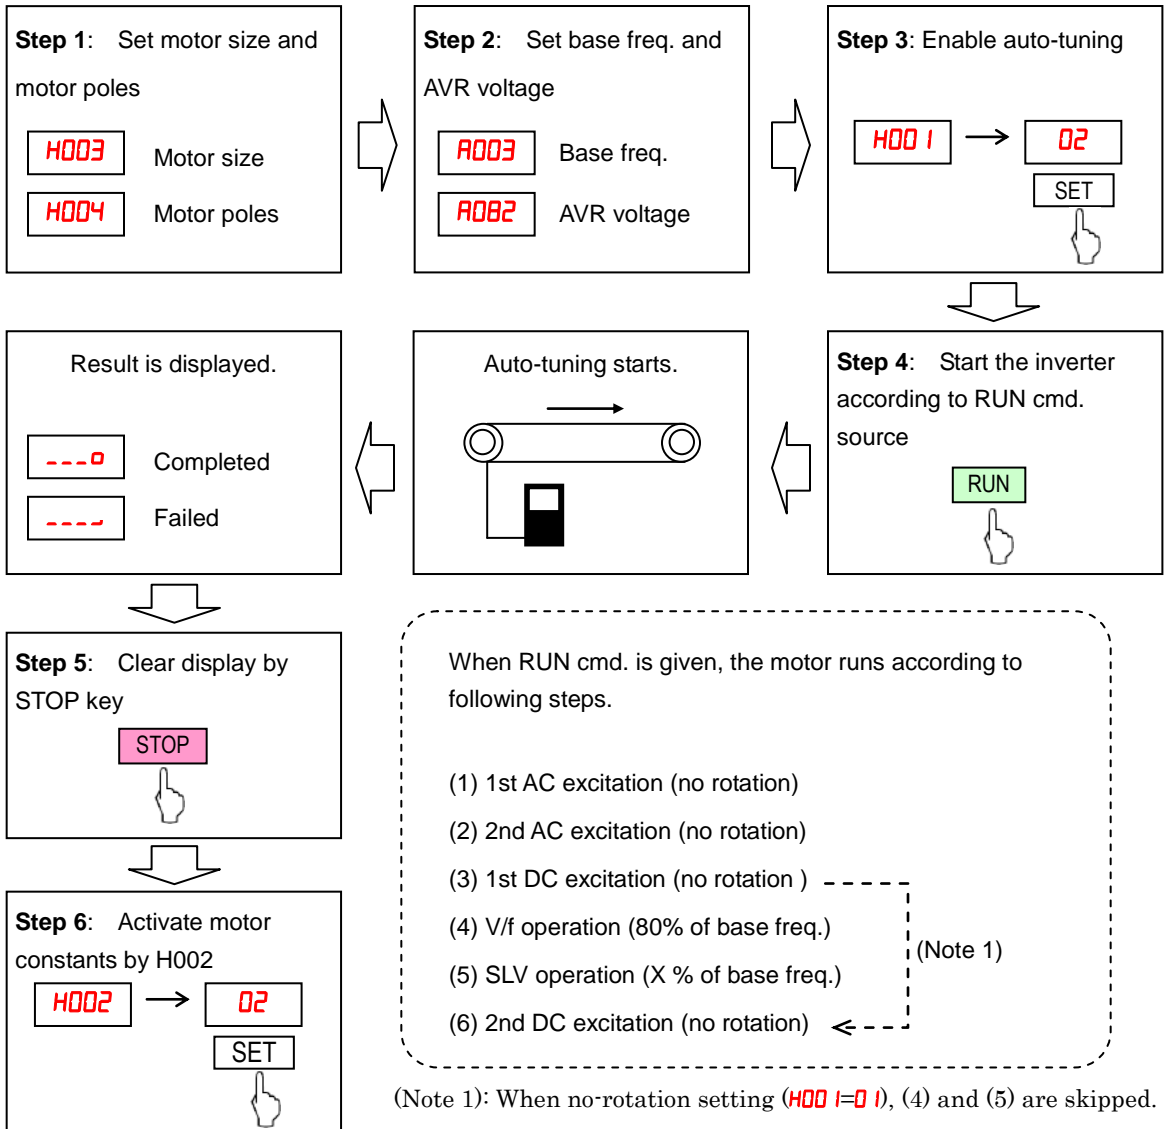 Step 1: Set motor size and
motor poles
H003 Motor size
H004 Motor poles
Step 2: Set base freq. and
AVR voltage
A003 Base freq.
A082 AVR voltage
Step 3: Enable auto-tuning
H001 02
SET
Step 4: Start the inverter
according to RUN cmd.
source
RUN
Auto-tuning starts.
Result is displayed.
___o Completed
Failed
Step 5: Clear display by
STOP key
STOP
Step 6: Activate motor
constants by H002
H002 02
SET
When RUN cmd. is given, the motor runs according to
following steps.
(1) 1st AC excitation (no rotation)
(2) 2nd AC excitation (no rotation)
(3) 1st DC excitation (no rotation )
(4) V/f operation (80% of base freq.)
(5) SLV operation (X % of base freq.)
(6) 2nd DC excitation (no rotation)
(Note 1)
(Note 1): When no-rotation setting (H001=01), (4) and (5) are skipped.